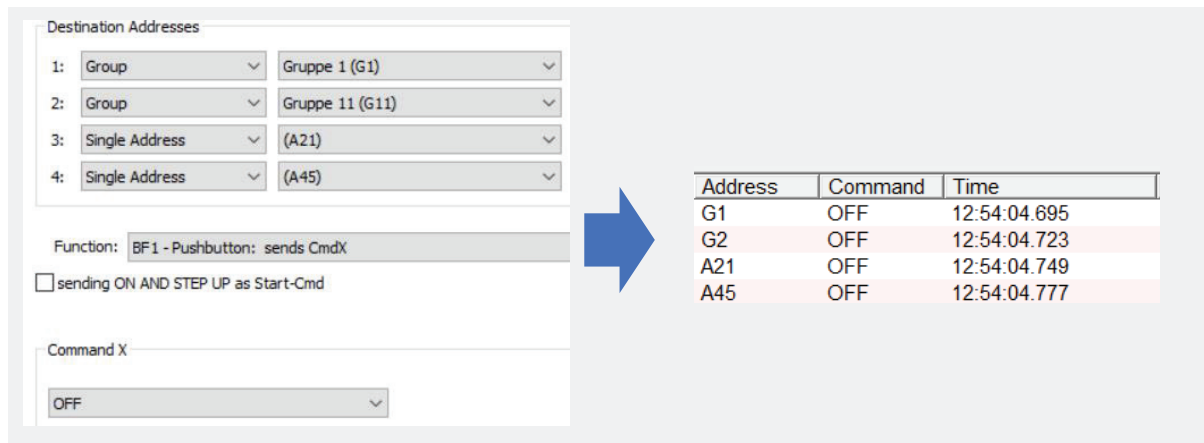 Destination Addresses
1: Group Gruppe 1 (G1)
2: Group Gruppe 11 (G11)
3: Single Address (A21)
4: Single Address (A45)
Function: BF1 - Pushbutton: sends CmdX
sending ON AND STEP UP as Start-Cmd
Command X
OFF
Address Command Time
G1 OFF 12:54:04.695
G2 OFF 12:54:04.723
A21 OFF 12:54:04.749
A45 OFF 12:54:04.777